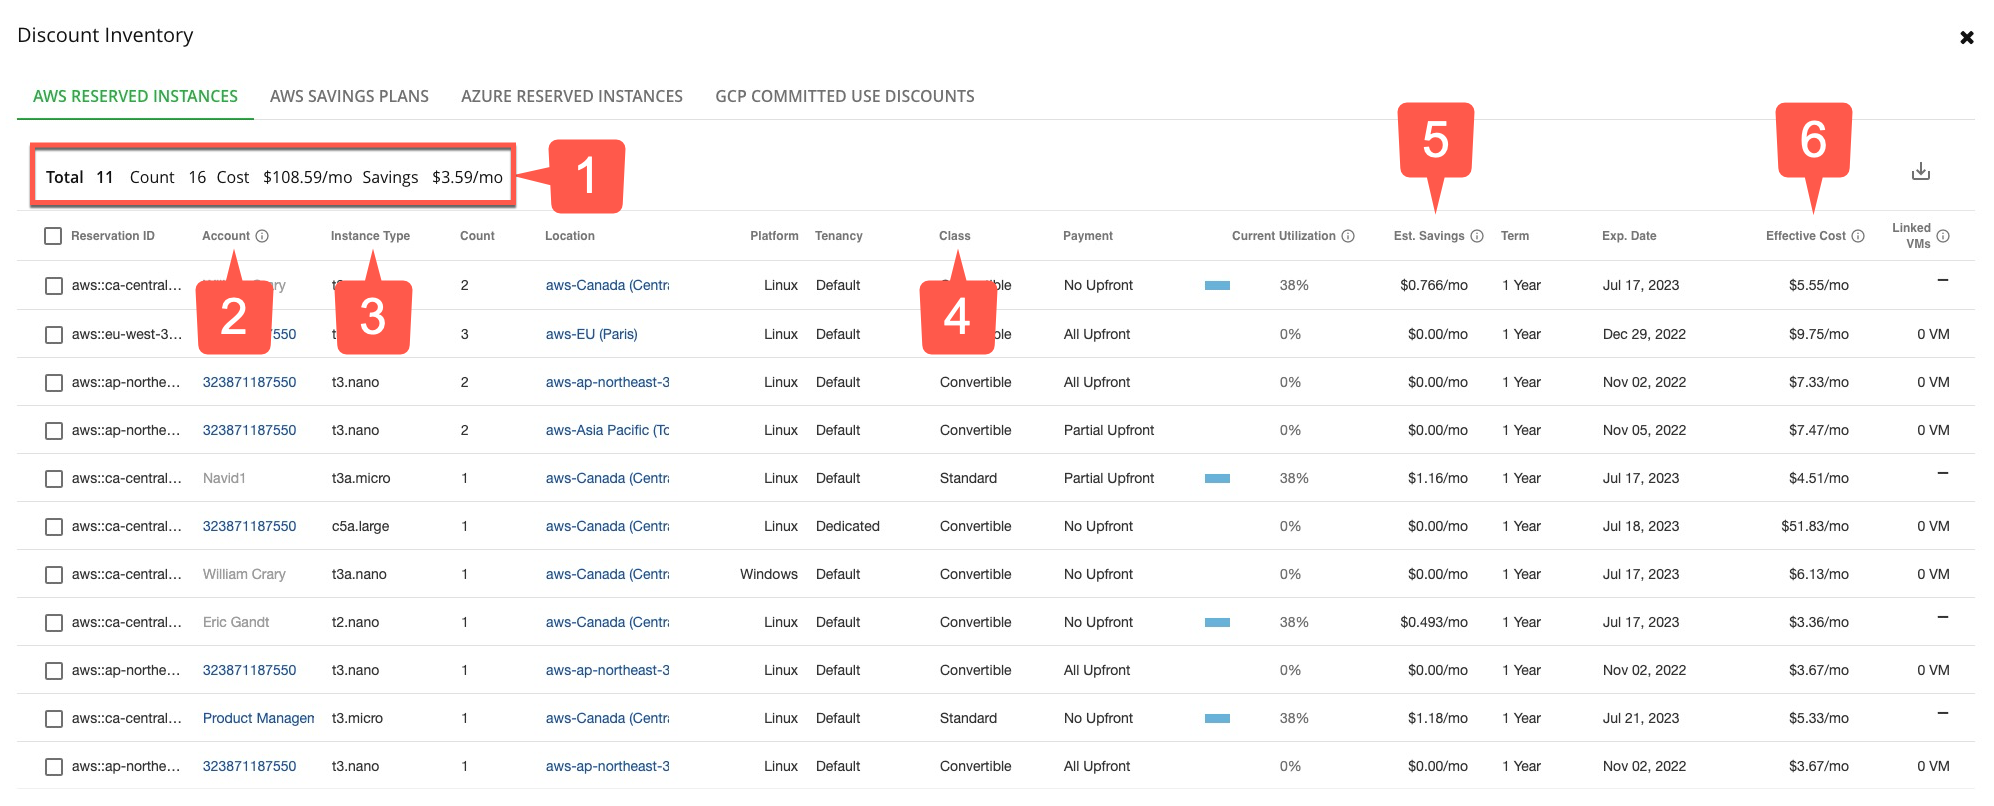 Discount Inventory
AWS RESERVED INSTANCES AWS SAVINGS PLANS AZURE RESERVED INSTANCES GCP COMMITTED USE DISCOUNTS
5 6
Total 11 Count 16 Cost $108.59/mo Savings $3.59/mo 1
Reservation ID Account Instance Type Count Location Platform Tenancy Class Payment Current Utilization Est. Savings Term Exp. Date Effective Cost Linked VMs
aws::ca-central... 2 Linux Default No Upfront 38% $0.766/mo 1 Year Jul 17, 2023 $5.55/mo –
2 3 4
aws::eu-west-3... 3 aws-EU (Paris) Linux Default All Upfront 0% $0.00/mo 1 Year Dec 29, 2022 $9.75/mo 0 VM
aws::ap-northe... 323871187550 t3.nano 2 aws-ap-northeast-3 Linux Default Convertible All Upfront 0% $0.00/mo 1 Year Nov 02, 2022 $7.33/mo 0 VM
aws::ap-northe... 323871187550 t3.nano 2 aws-Asia Pacific (Tc Linux Default Convertible Partial Upfront 0% $0.00/mo 1 Year Nov 05, 2022 $7.47/mo 0 VM
aws::ca-central... Navid1 t3a.micro 1 aws-Canada (Centr Linux Default Standard Partial Upfront 38% $1.16/mo 1 Year Jul 17, 2023 $4.51/mo –
aws::ca-central... 323871187550 c5a.large 1 aws-Canada (Centr Linux Dedicated Convertible No Upfront 0% $0.00/mo 1 Year Jul 18, 2023 $51.83/mo 0 VM
aws::ca-central... William Crary t3a.nano 1 aws-Canada (Centr Windows Default Convertible No Upfront 0% $0.00/mo 1 Year Jul 17, 2023 $6.13/mo 0 VM
aws::ca-central... Eric Gandt t2.nano 1 aws-Canada (Centr Linux Default Convertible No Upfront 38% $0.493/mo 1 Year Jul 17, 2023 $3.36/mo –
aws::ap-northe... 323871187550 t3.nano 1 aws-ap-northeast-3 Linux Default Convertible All Upfront 0% $0.00/mo 1 Year Nov 02, 2022 $3.67/mo 0 VM
aws::ca-central... Product Managem t3.micro 1 aws-Canada (Centr Linux Default Standard No Upfront 38% $1.18/mo 1 Year Jul 21, 2023 $5.33/mo –
aws::ap-northe... 323871187550 t3.nano 1 aws-ap-northeast-3 Linux Default Convertible All Upfront 0% $0.00/mo 1 Year Nov 02, 2022 $3.67/mo 0 VM